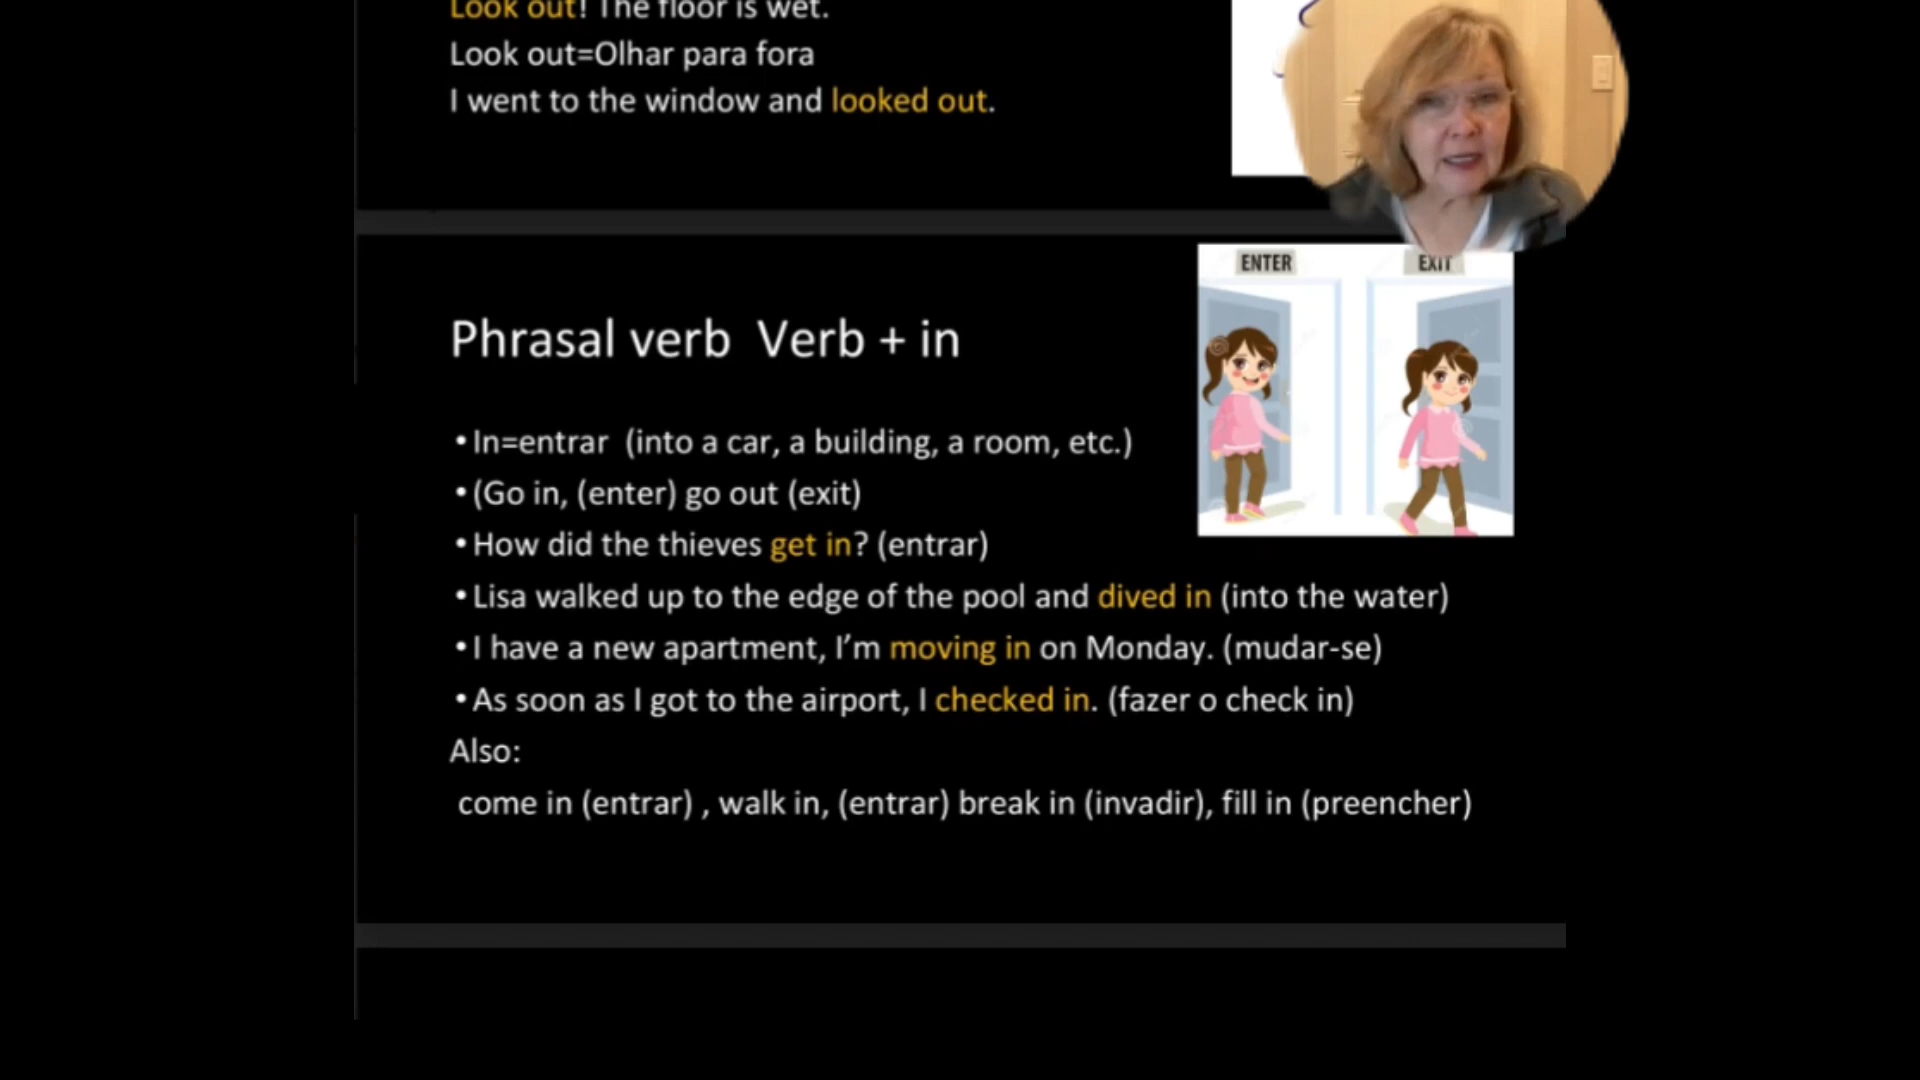 Look out! The floor is wet.
Look out=Olhar para fora
I went to the window and looked out.
ENTER
EXIT
Phrasal verb  Verb + in
•In=entrar  (into a car, a building, a room, etc.)
•(Go in, (enter) go out (exit)
•How did the thieves get in? (entrar)
•Lisa walked up to the edge of the pool and dived in (into the water)
•I have a new apartment, I’m moving in on Monday. (mudar-se)
•As soon as I got to the airport, I checked in. (fazer o check in)
Also:
come in (entrar) , walk in, (entrar) break in (invadir), fill in (preencher)